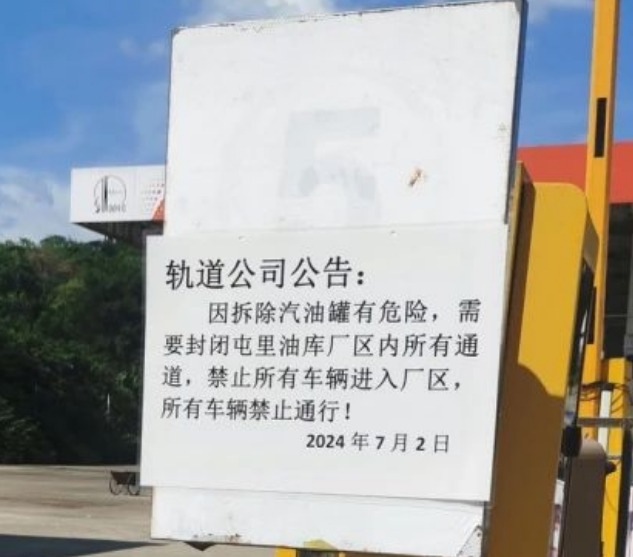 5
轨道公司公告：
因拆除汽油罐有危险，需
要封闭屯里油库厂区内所有通
道，禁止所有车辆进入厂区，
所有车辆禁止通行！
2024 年 7 月 2 日